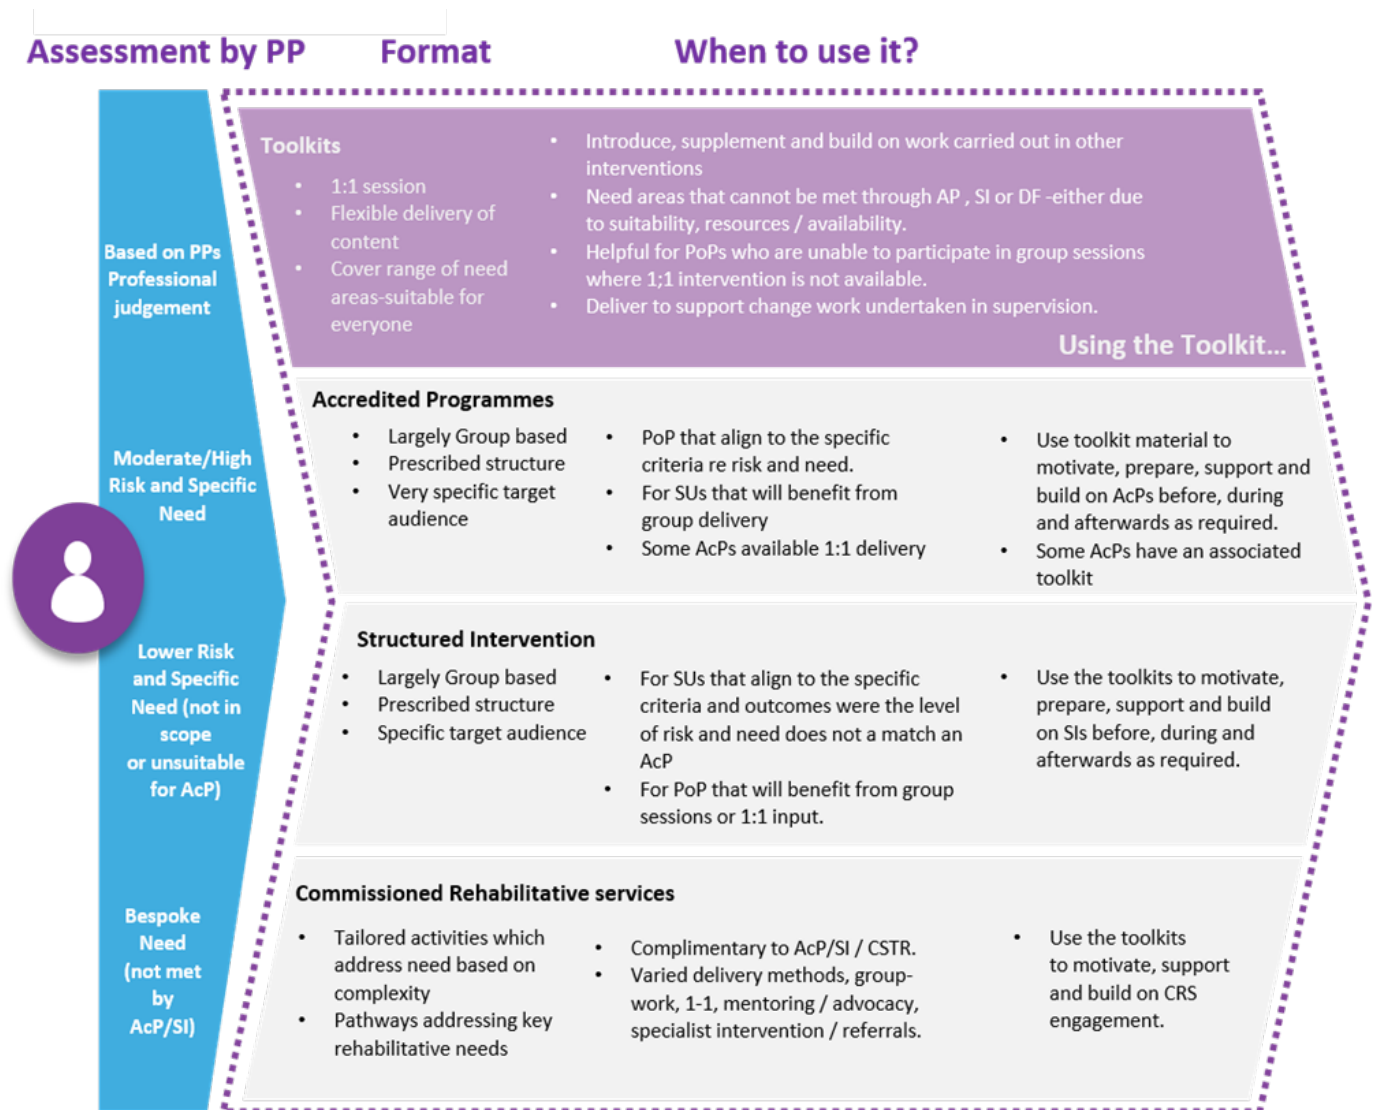 Assessment by PP
Format
When to use it?
Based on PPs
Professional
judgement
Toolkits
• 1:1 session
• Flexible delivery of
content
• Cover range of need
areas-suitable for
everyone
• Introduce, supplement and build on work carried out in other
interventions
• Need areas that cannot be met through AP , SI or DF -either due
to suitability, resources / availability.
• Helpful for PoPs who are unable to participate in group sessions
where 1;1 intervention is not available.
• Deliver to support change work undertaken in supervision.
Using the Toolkit...
Moderate/High
Risk and Specific
Need
Accredited Programmes
• Largely Group based
• Prescribed structure
• Very specific target
audience
• PoP that align to the specific
criteria re risk and need.
• For SUs that will benefit from
group delivery
• Some AcPs available 1:1 delivery
• Use toolkit material to
motivate, prepare, support and
build on AcPs before, during
and afterwards as required.
• Some AcPs have an associated
toolkit
Lower Risk
and Specific
Need (not in
scope
or unsuitable
for AcP)
Structured Intervention
• Largely Group based
• Prescribed structure
• Specific target audience
• For SUs that align to the specific
criteria and outcomes were the level
of risk and need does not a match an
AcP
• For PoP that will benefit from group
sessions or 1:1 input.
• Use the toolkits to motivate,
prepare, support and build
on SIs before, during and
afterwards as required.
Bespoke
Need
(not met
by
AcP/SI)
Commissioned Rehabilitative services
• Tailored activities which
address need based on
complexity
• Pathways addressing key
rehabilitative needs
• Complimentary to AcP/SI / CSTR.
• Varied delivery methods, group-
work, 1-1, mentoring / advocacy,
specialist intervention / referrals.
• Use the toolkits
to motivate, support
and build on CRS
engagement.